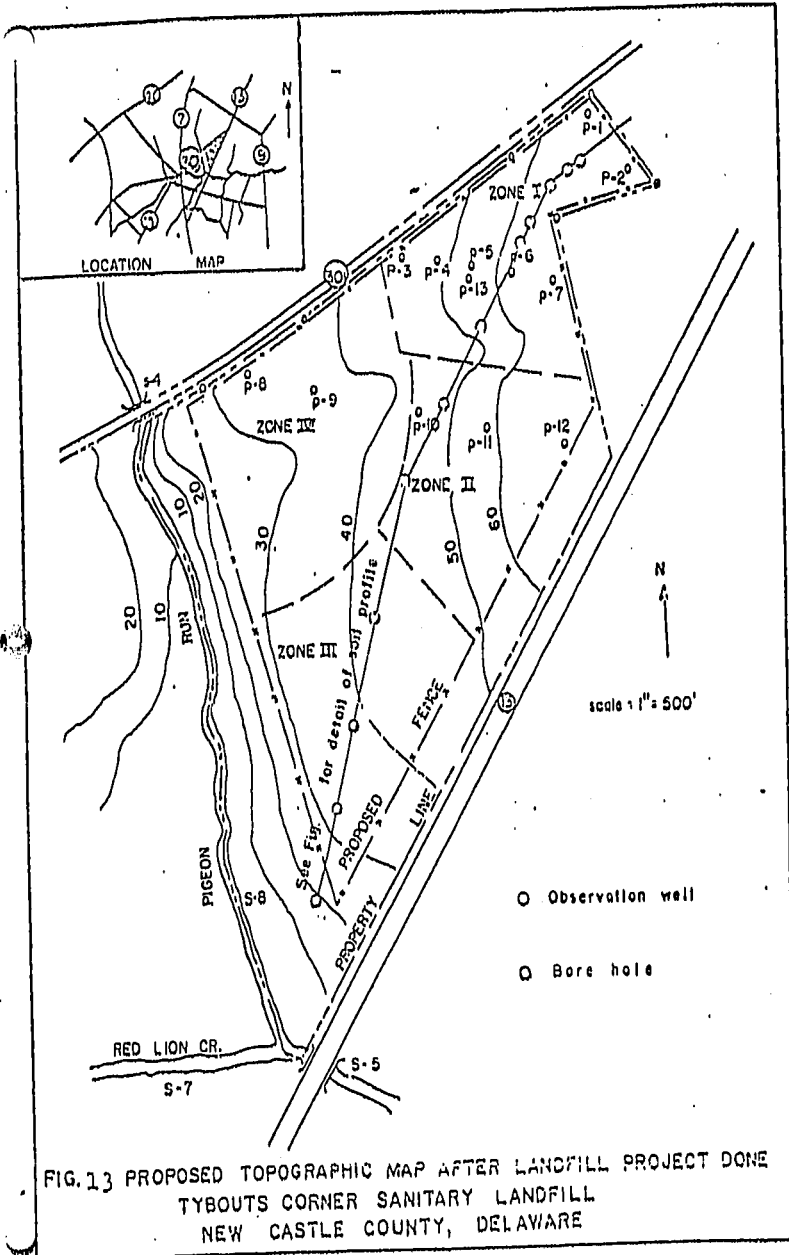 N
7
13
9
LOCATION MAP
P-1
P-2
ZONE I
30
P-3
P-4
P-5
P-6
P-13
P-7
S-4
P-8
P-9
P-10
P-11
P-12
ZONE IV
ZONE II
10
20
30
40
50
60
20
10
RUN
ZONE III
See Fig. for detail of soil profile
PROPOSED FENCE
PROPERTY LINE
13
N
scale : 1" = 500'
PIGEON
S-8
Observation well
Bore hole
RED LION CR.
S-7
S-5
FIG. 13 PROPOSED TOPOGRAPHIC MAP AFTER LANDFILL PROJECT DONE
TYBOUTS CORNER SANITARY LANDFILL
NEW CASTLE COUNTY, DELAWARE